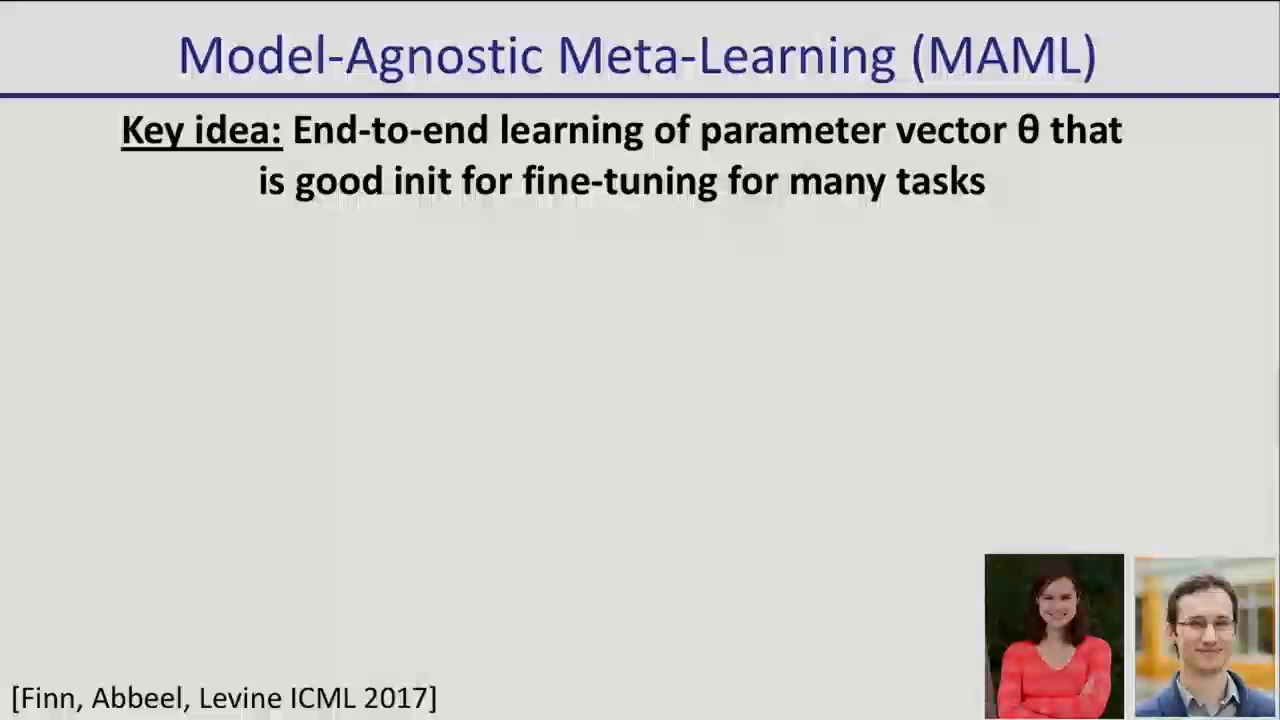 Model-Agnostic Meta-Learning (MAML)
Key idea: End-to-end learning of parameter vector θ that
is good init for fine-tuning for many tasks
[Finn, Abbeel, Levine ICML 2017]